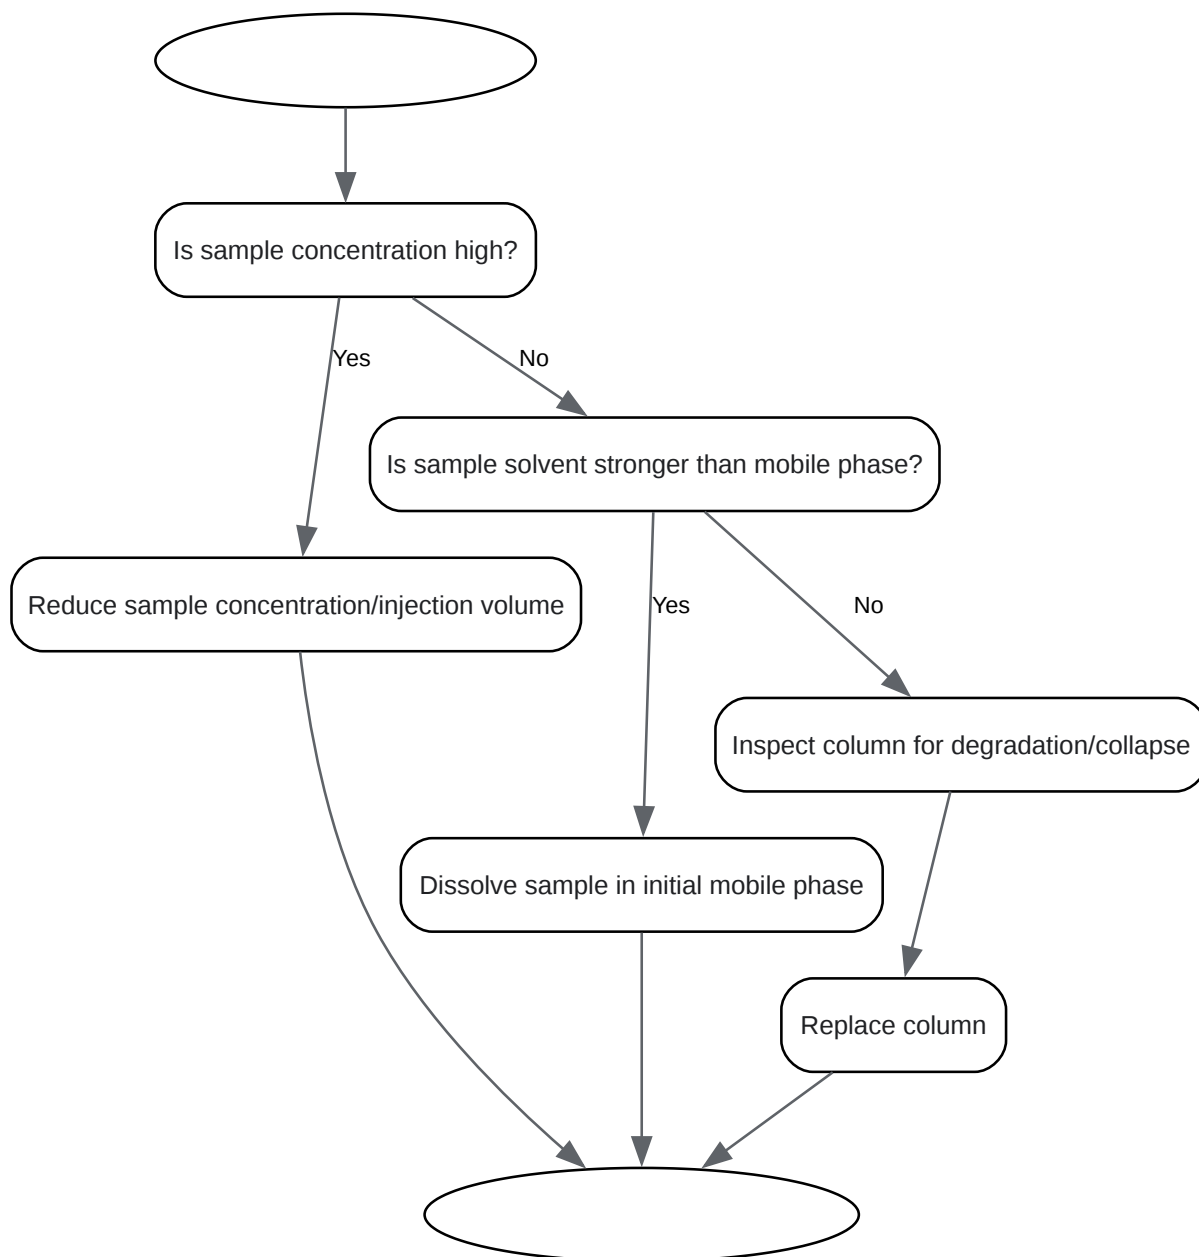 Is sample concentration high?
Yes
No
Is sample solvent stronger than mobile phase?
Reduce sample concentration/injection volume
Yes
No
Inspect column for degradation/collapse
Dissolve sample in initial mobile phase
Replace column